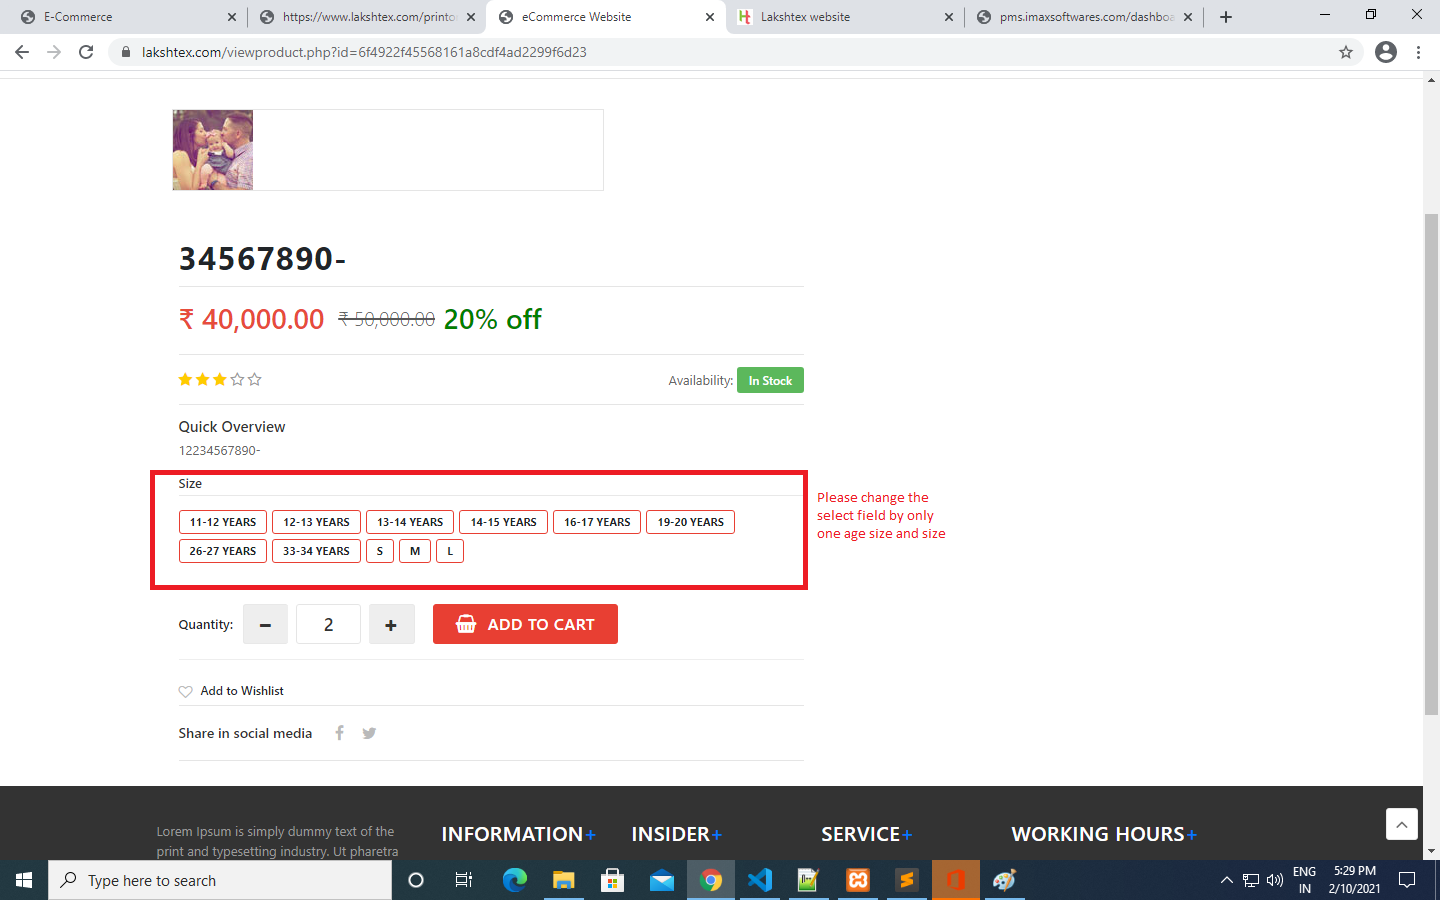 E-Commerce
https://www.lakshtex.com/printo
eCommerce Website
Lakshtex website
pms.imaxsoftwares.com/dashboa
lakshtex.com/viewproduct.php?id=6f4922f45568161a8cdf4ad2299f6d23
34567890-
₹ 40,000.00 ₹ 50,000.00 20% off
Availability: In Stock
Quick Overview
12234567890-
Size
11-12 YEARS 12-13 YEARS 13-14 YEARS 14-15 YEARS 16-17 YEARS 19-20 YEARS
26-27 YEARS 33-34 YEARS S M L
Please change the
select field by only
one age size and size
Quantity: - 2 + ADD TO CART
Add to Wishlist
Share in social media
Lorem Ipsum is simply dummy text of the
print and typesetting industry. Ut pharetra
INFORMATION+
INSIDER+
SERVICE+
WORKING HOURS+
Type here to search
ENG
IN
5:29 PM
2/10/2021